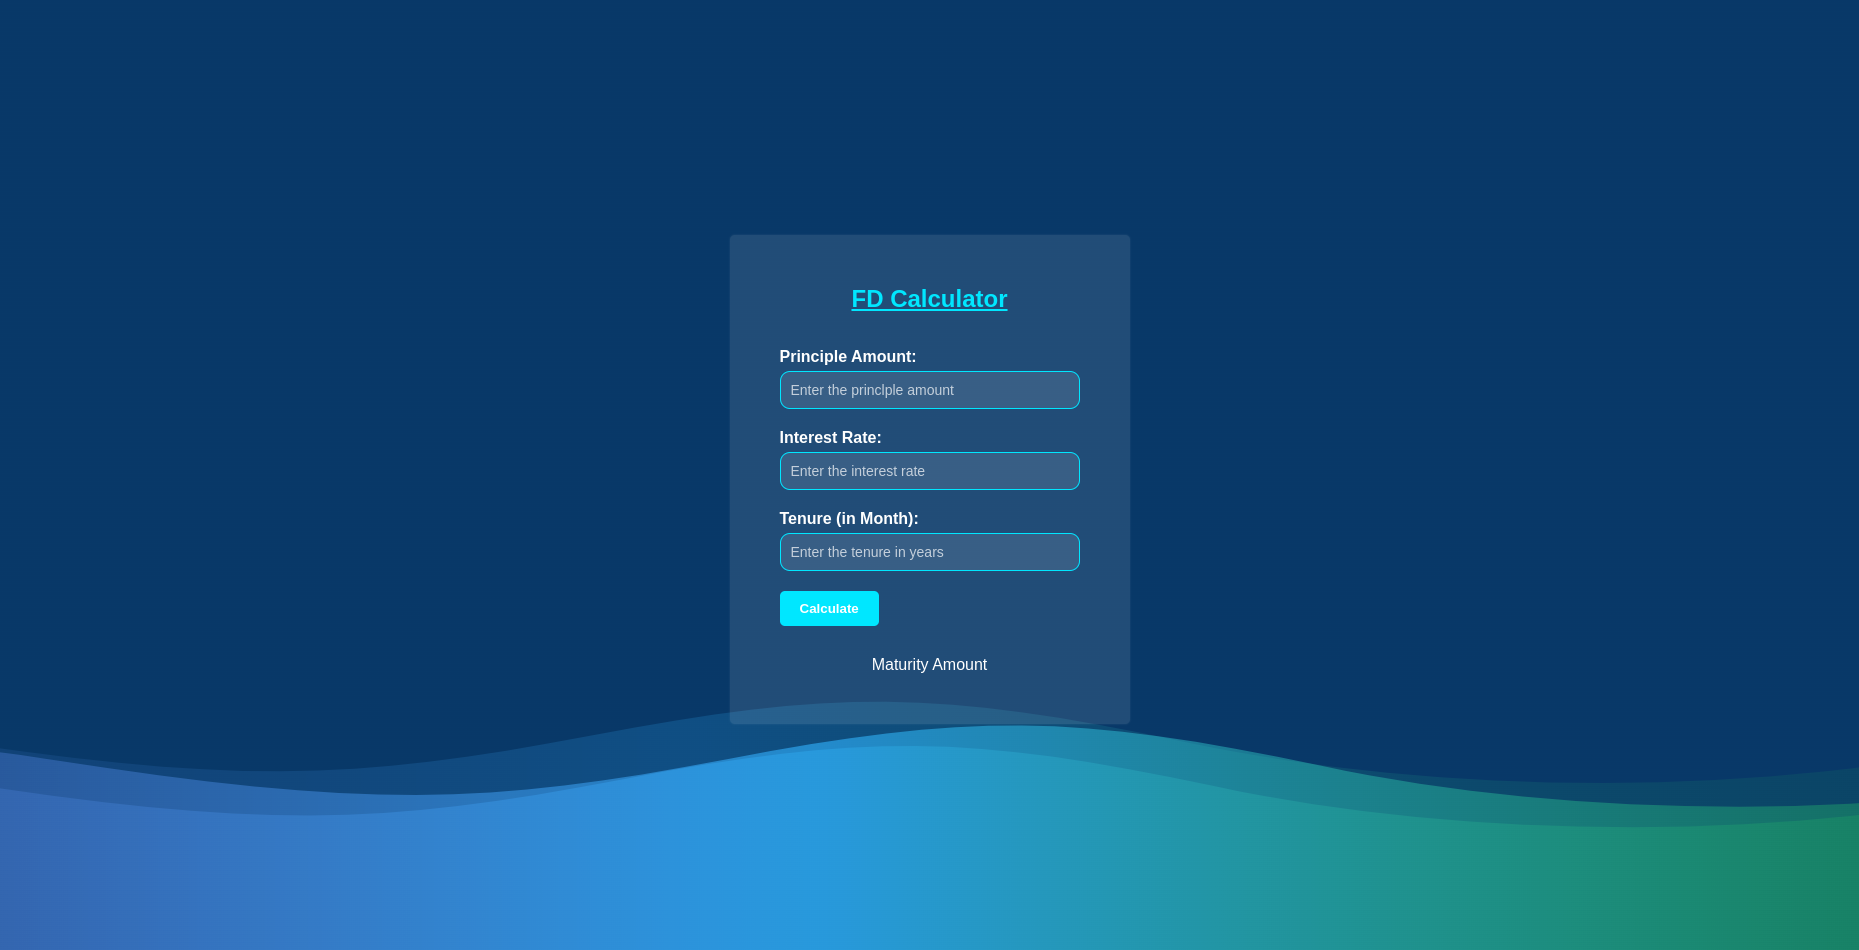 FD Calculator
Principle Amount:
Enter the princlple amount
Interest Rate:
Enter the interest rate
Tenure (in Month):
Enter the tenure in years
Calculate
Maturity Amount